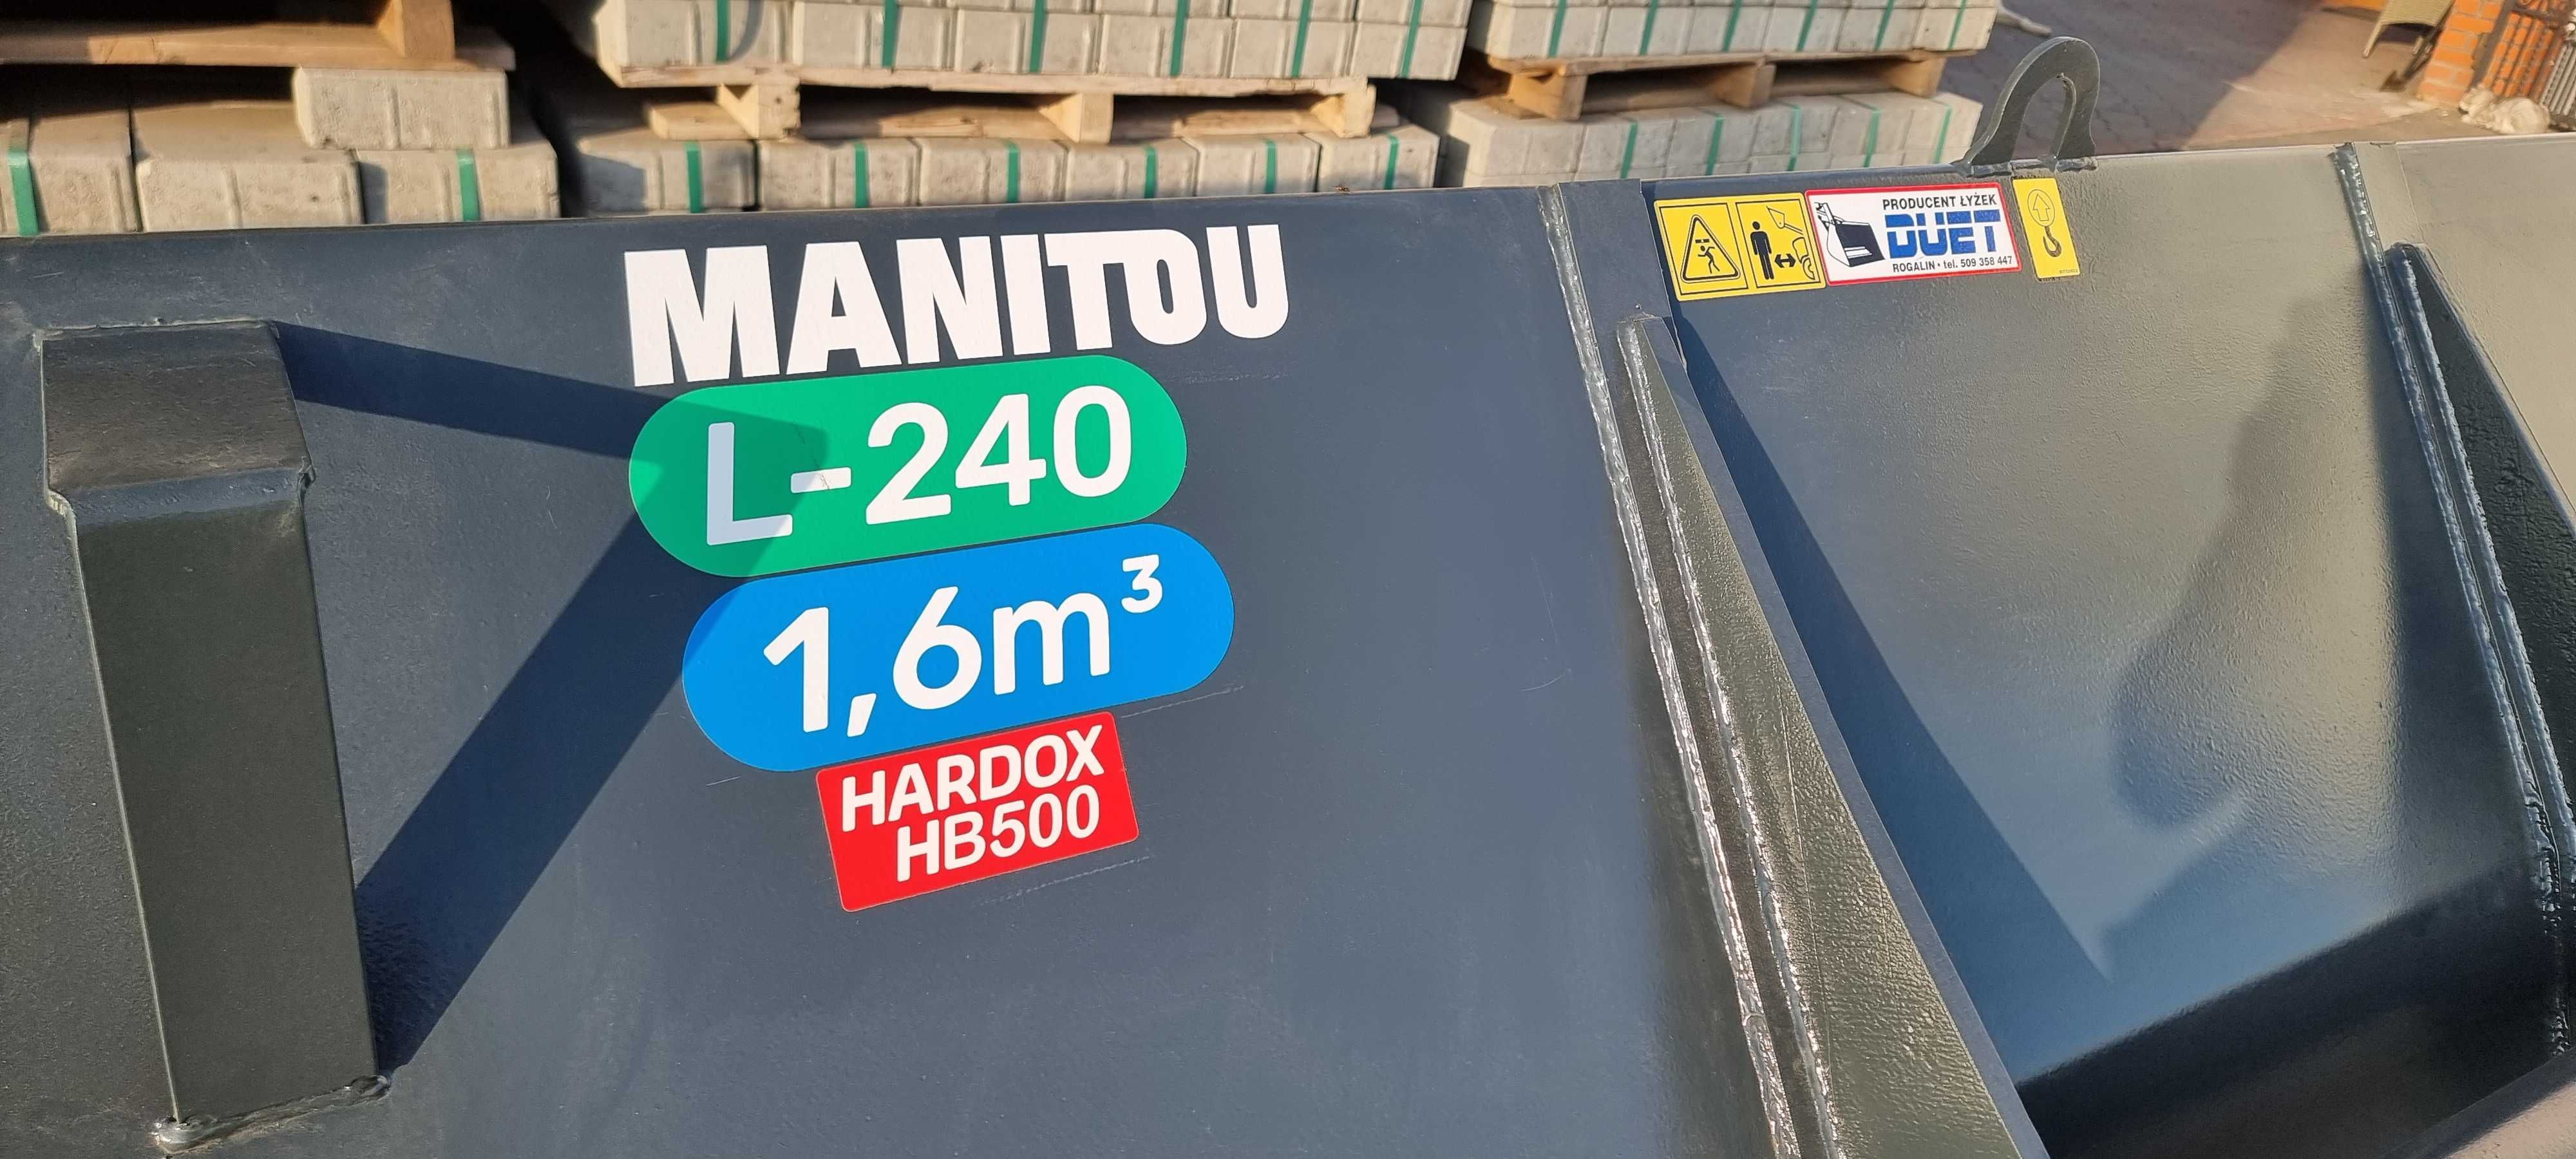 MANITOU
L-240
1,6m³
HARDOX
HB500
PRODUCENT ŁYŻEK
DUET
ROGALIN • tel. 509 358 447